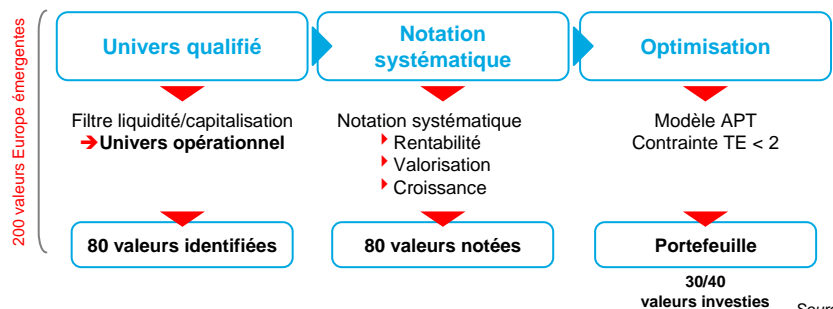 200 valeurs Europe émergentes
Univers qualifié
Notation
systématique
Optimisation
Filtre liquidité/capitalisation
➔Univers opérationnel
Notation systématique
Rentabilité
Valorisation
Croissance
Modèle APT
Contrainte TE < 2
80 valeurs identifiées
80 valeurs notées
Portefeuille
30/40
valeurs investies